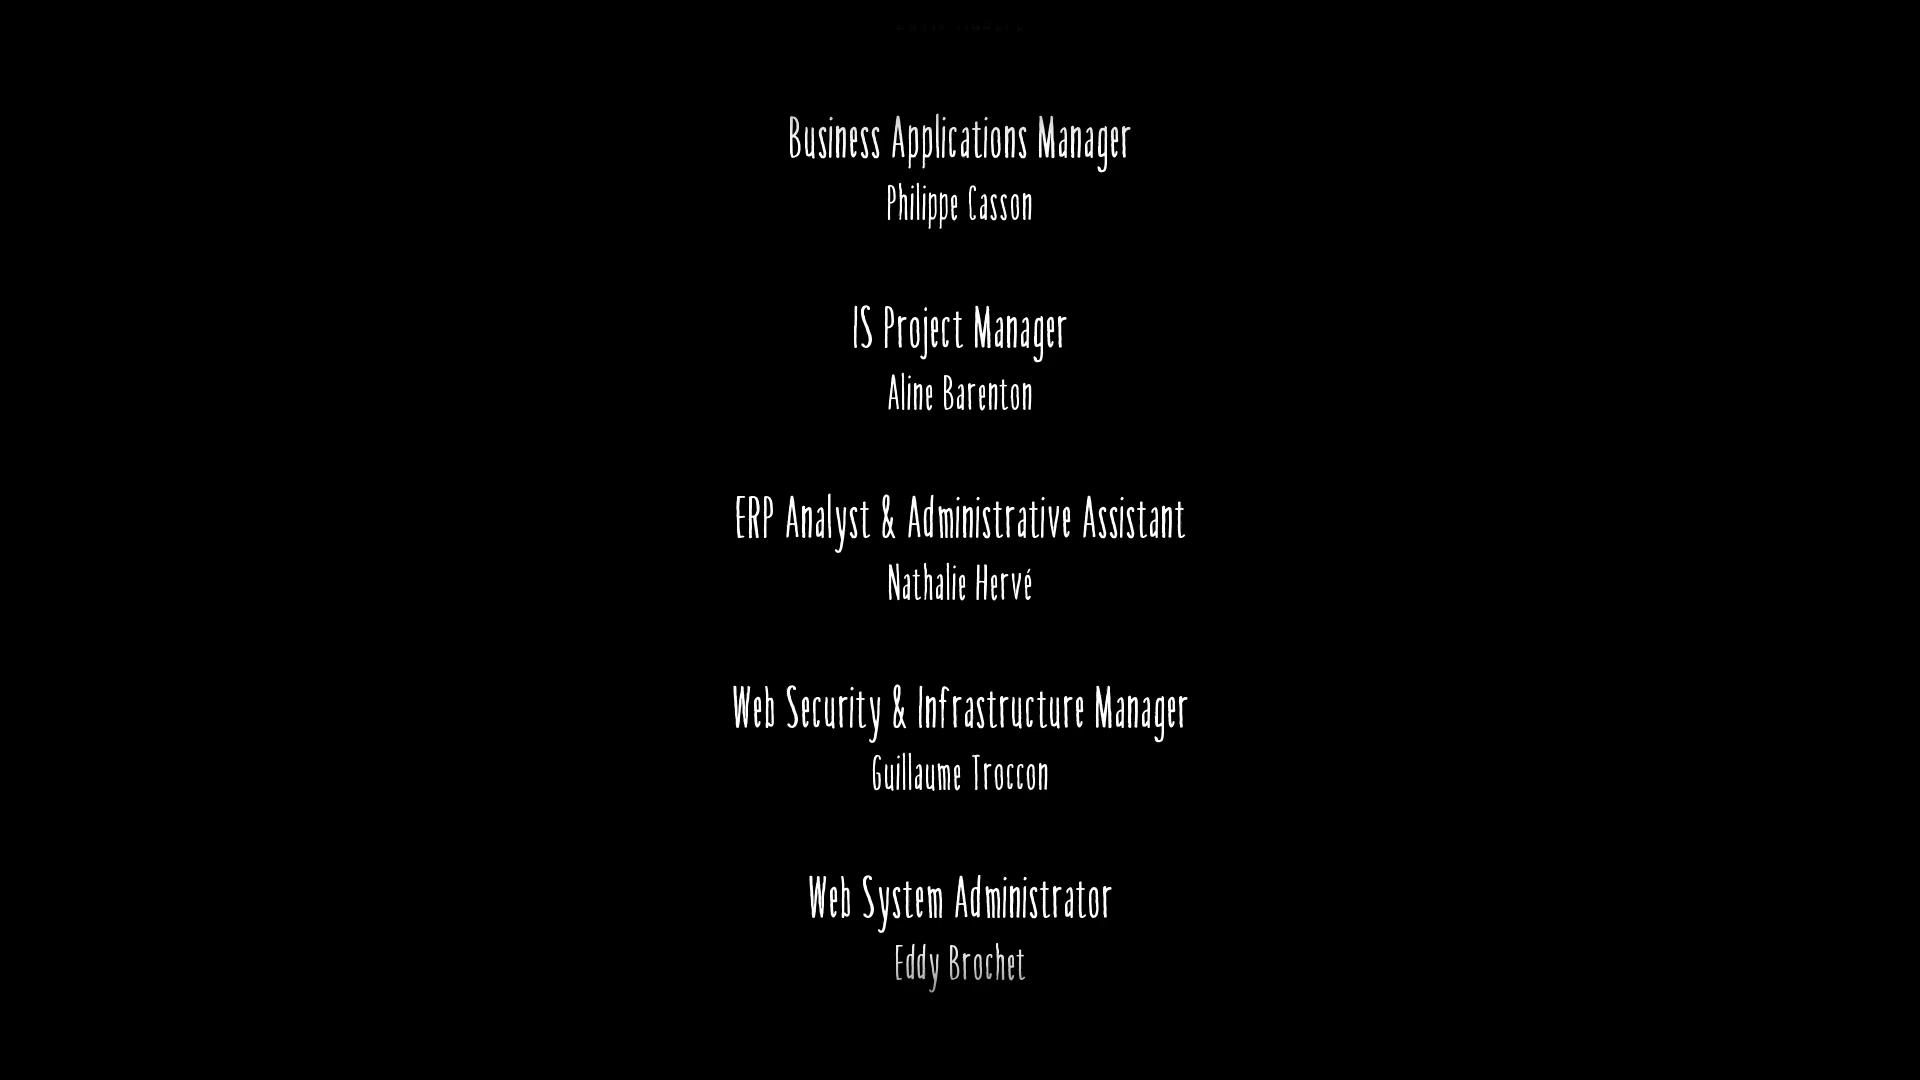 Business Applications Manager
Philippe Casson
IS Project Manager
Aline Barenton
ERP Analyst & Administrative Assistant
Nathalie Hervé
Web Security & Infrastructure Manager
Guillaume Troccon
Web System Administrator
Eddy Brochet